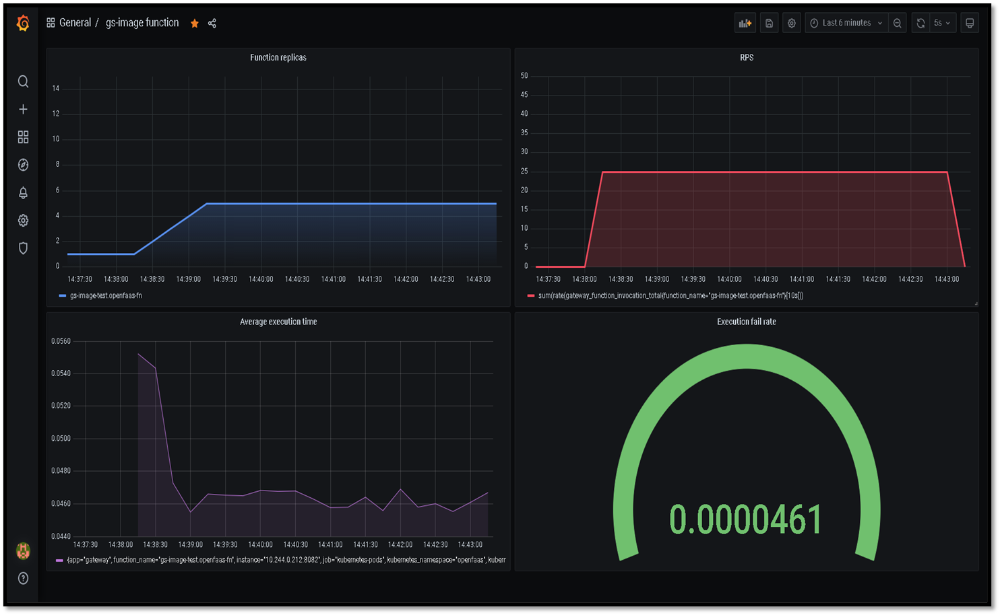 General / gs-image function
Last 6 minutes
5s
Function replicas
14
12
10
8
6
4
2
0
14:37:30 14:38:00 14:38:30 14:39:00 14:39:30 14:40:00 14:40:30 14:41:00 14:41:30 14:42:00 14:42:30 14:43:00
gs-image-test.openfaas-fn
RPS
50
45
40
35
30
25
20
15
10
5
0
14:37:30 14:38:00 14:38:30 14:39:00 14:39:30 14:40:00 14:40:30 14:41:00 14:41:30 14:42:00 14:42:30 14:43:00
sum(rate(gateway_function_invocation_total{function_name="gs-image-test.openfaas-fn"}[10s]))
Average execution time
0.0560
0.0540
0.0520
0.0500
0.0480
0.0460
0.0440
14:37:30 14:38:00 14:38:30 14:39:00 14:39:30 14:40:00 14:40:30 14:41:00 14:41:30 14:42:00 14:42:30 14:43:00
{app="gateway", function_name="gs-image-test.openfaas-fn", instance="10.244.0.212:8082", job="kubernetes-pods", kubernetes_namespace="openfaas", kubern
Execution fail rate
0.0000461